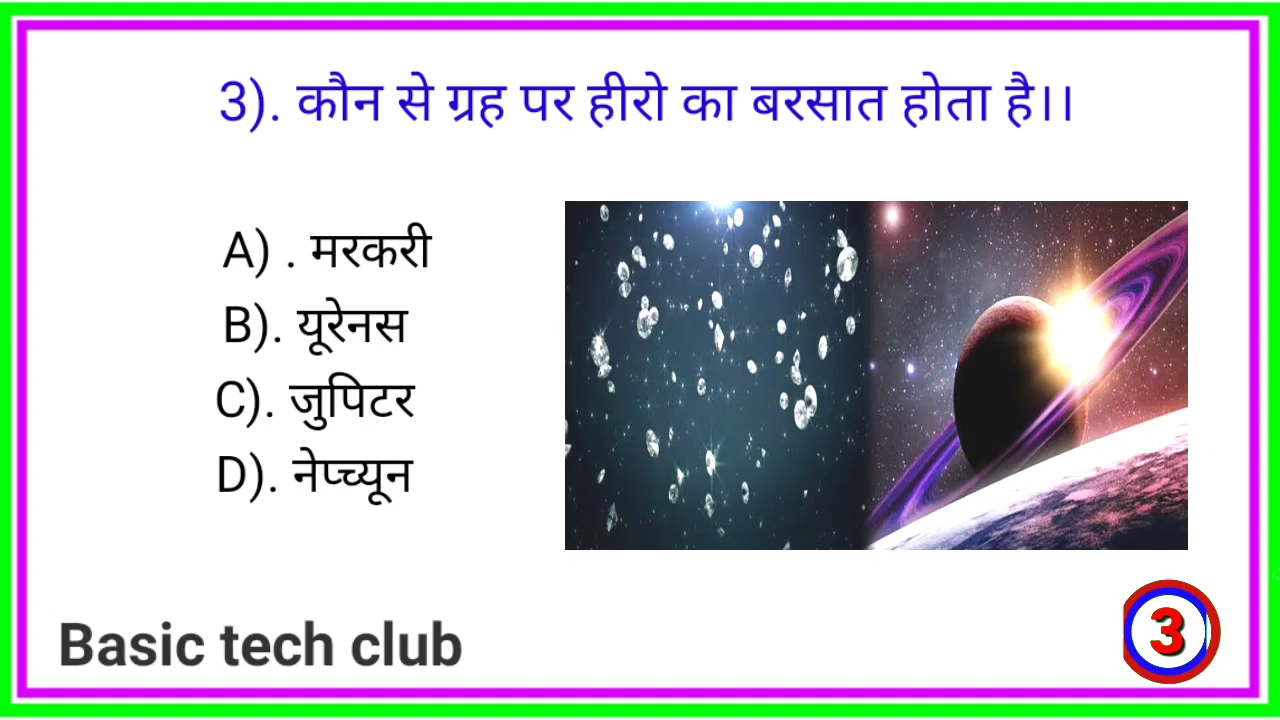 3). कौन से ग्रह पर हीरो का बरसात होता है।।
A) . मरकरी
B). यूरेनस
C). जुपिटर
D). नेप्च्यून
Basic tech club
3